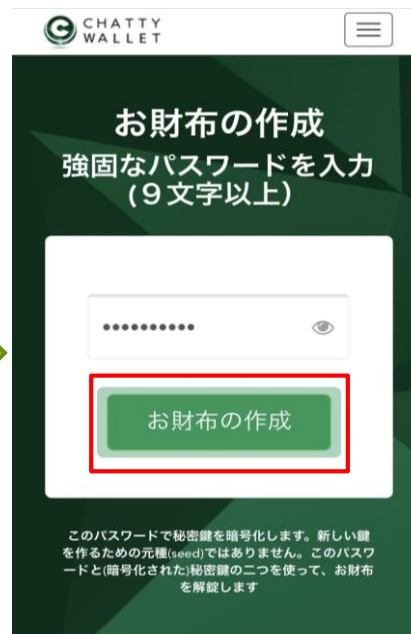 CHATTY
WALLET
お財布の作成
強固なパスワードを入力
(９文字以上)
••••••••••
お財布の作成
このパスワードで秘密鍵を暗号化します。新しい鍵
を作るための元種(seed)ではありません。このパスワ
ードと(暗号化された)秘密鍵の二つを使って、お財布
を解錠します